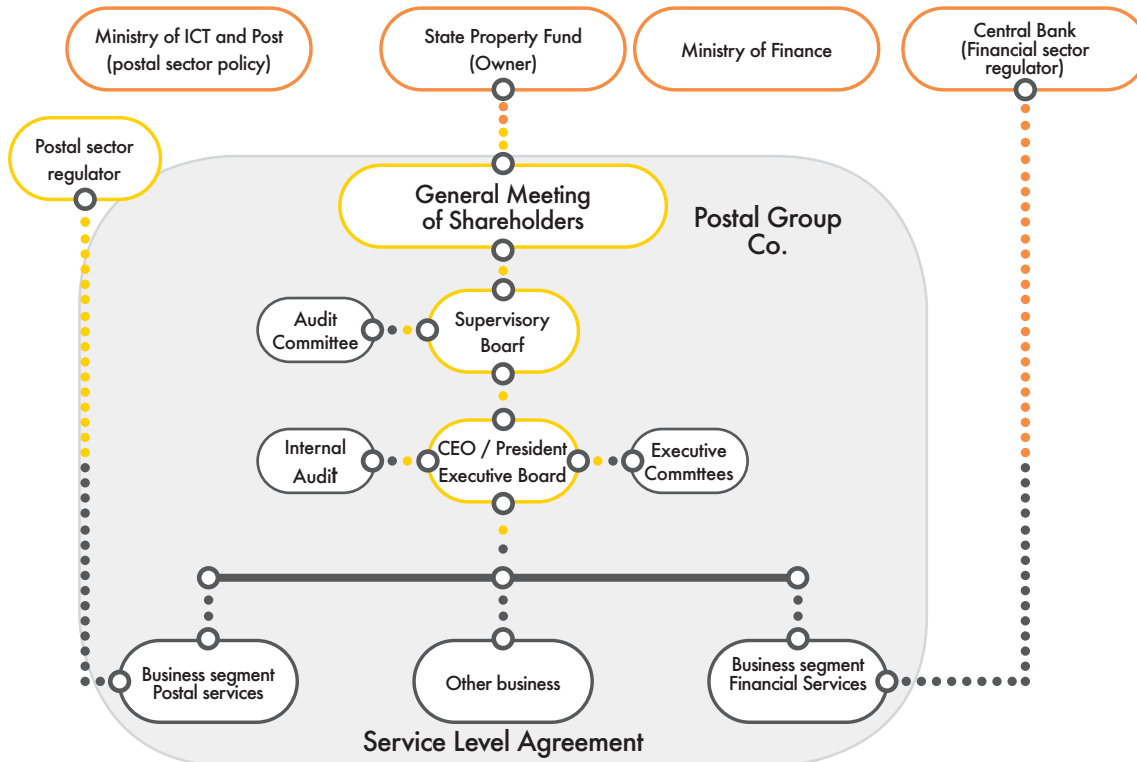 Ministry of ICT and Post
(postal sector policy)
State Property Fund
(Owner)
Ministry of Finance
Central Bank
(Financial sector
regulator)
Postal sector
regulator
General Meeting
of Shareholders
Postal Group
Co.
Audit
Committee
Supervisory
Boarf
Internal
Audit
CEO / President
Executive Board
Executive
Commttees
Business segment
Postal services
Other business
Business segment
Financial Services
Service Level Agreement